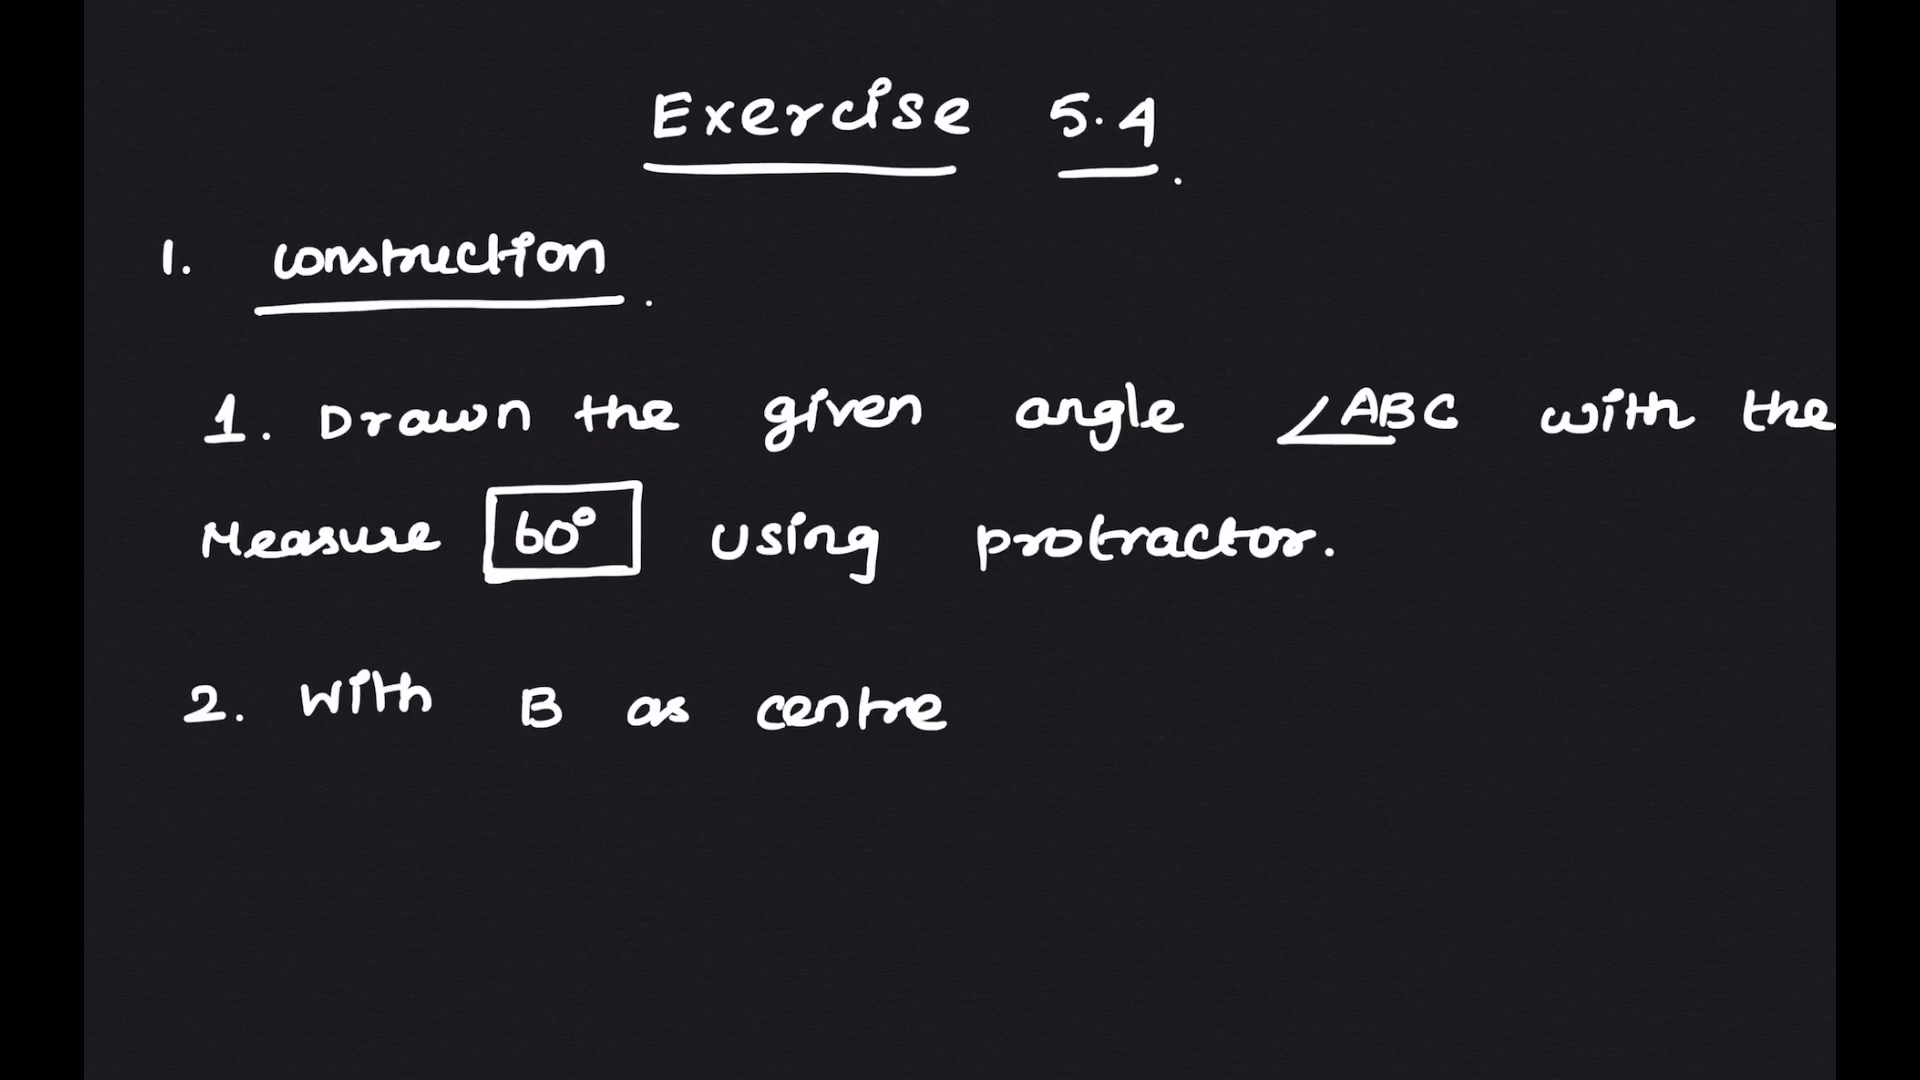 Exercise 5.4.
1. construction.
1. Drawn the given angle ∠ABC with the
Measure 60° using protractor.
2. With B as centre